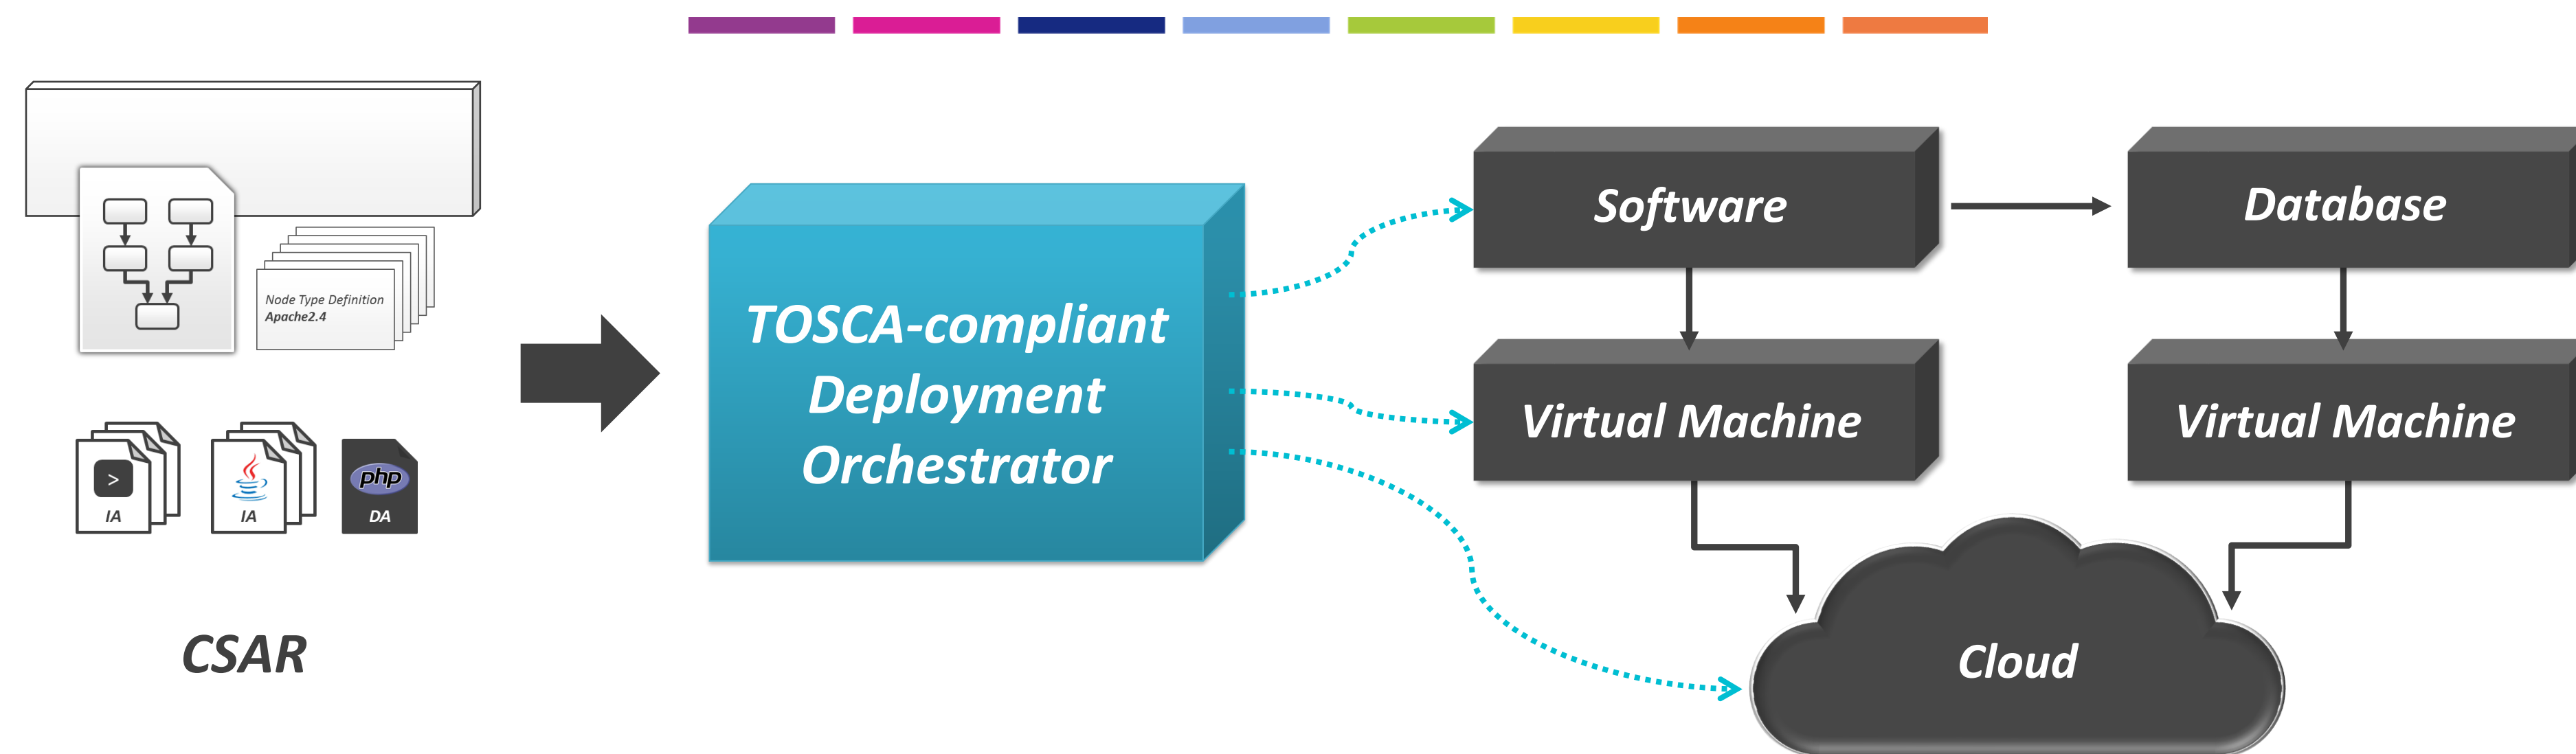 Node Type Definition
Apache2.4
>
IA
IA
php
DA
CSAR
TOSCA-compliant
Deployment
Orchestrator
Software
Database
Virtual Machine
Virtual Machine
Cloud